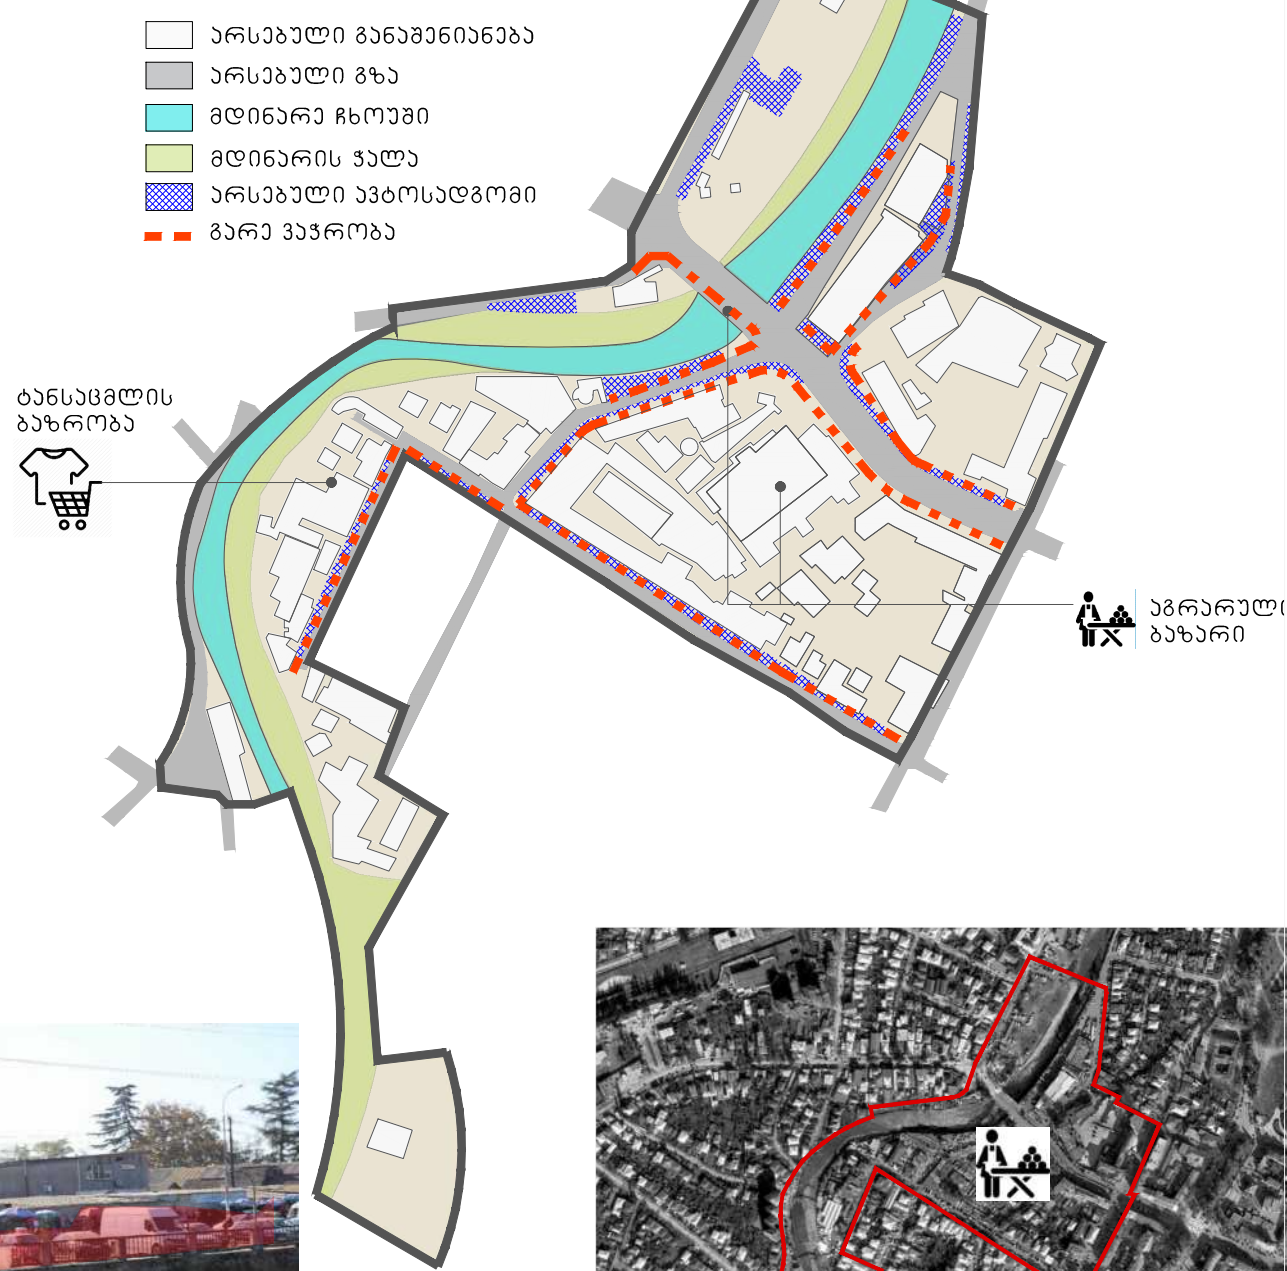 არსებული განაშენიანება
არსებული გზა
მდინარე ჩხოუში
მდინარის ჭალა
არსებული ავტოსადგომი
გარე ვაჭრობა
ტანსაცმლის
ბაზრობა
აგრარული
ბაზარი